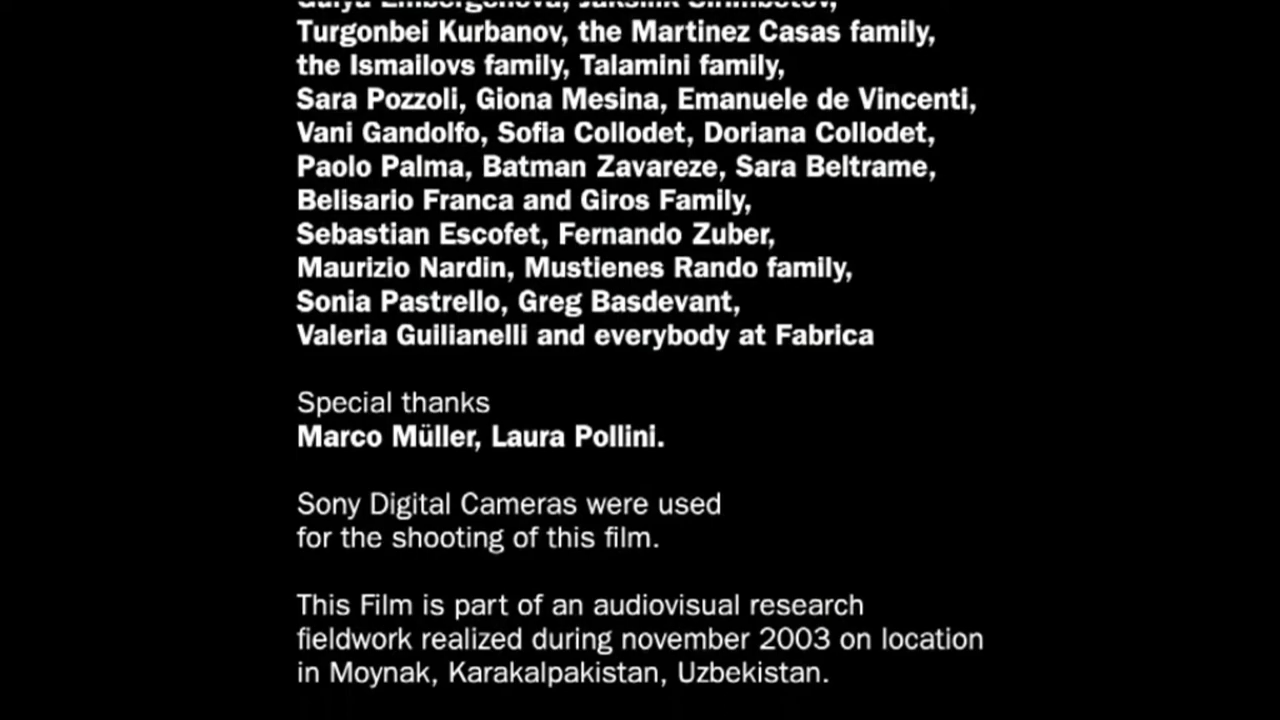 Turgonbei Kurbanov, the Martinez Casas family,
the Ismailovs family, Talamini family,
Sara Pozzoli, Giona Mesina, Emanuele de Vincenti,
Vani Gandolfo, Sofia Collodet, Doriana Collodet,
Paolo Palma, Batman Zavareze, Sara Beltrame,
Belisario Franca and Giros Family,
Sebastian Escofet, Fernando Zuber,
Maurizio Nardin, Mustienes Rando family,
Sonia Pastrello, Greg Basdevant,
Valeria Guilianelli and everybody at Fabrica
Special thanks
Marco Müller, Laura Pollini.
Sony Digital Cameras were used
for the shooting of this film.
This Film is part of an audiovisual research
fieldwork realized during november 2003 on location
in Moynak, Karakalpakistan, Uzbekistan.